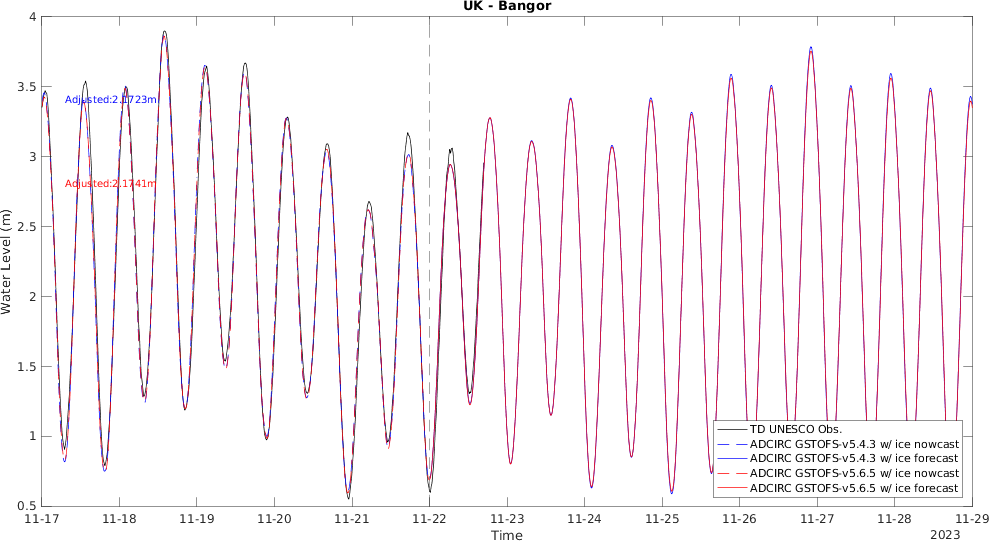 UK - Bangor
4
3.5
3
2.5
2
1.5
1
0.5
Water Level (m)
Adjusted:2.1723m
Adjusted:2.1741m
TD UNESCO Obs.
ADCIRC GSTOFS-v5.4.3 w/ ice nowcast
ADCIRC GSTOFS-v5.4.3 w/ ice forecast
ADCIRC GSTOFS-v5.6.5 w/ ice nowcast
ADCIRC GSTOFS-v5.6.5 w/ ice forecast
11-17 11-18 11-19 11-20 11-21 11-22 11-23 11-24 11-25 11-26 11-27 11-28 11-29
Time
2023